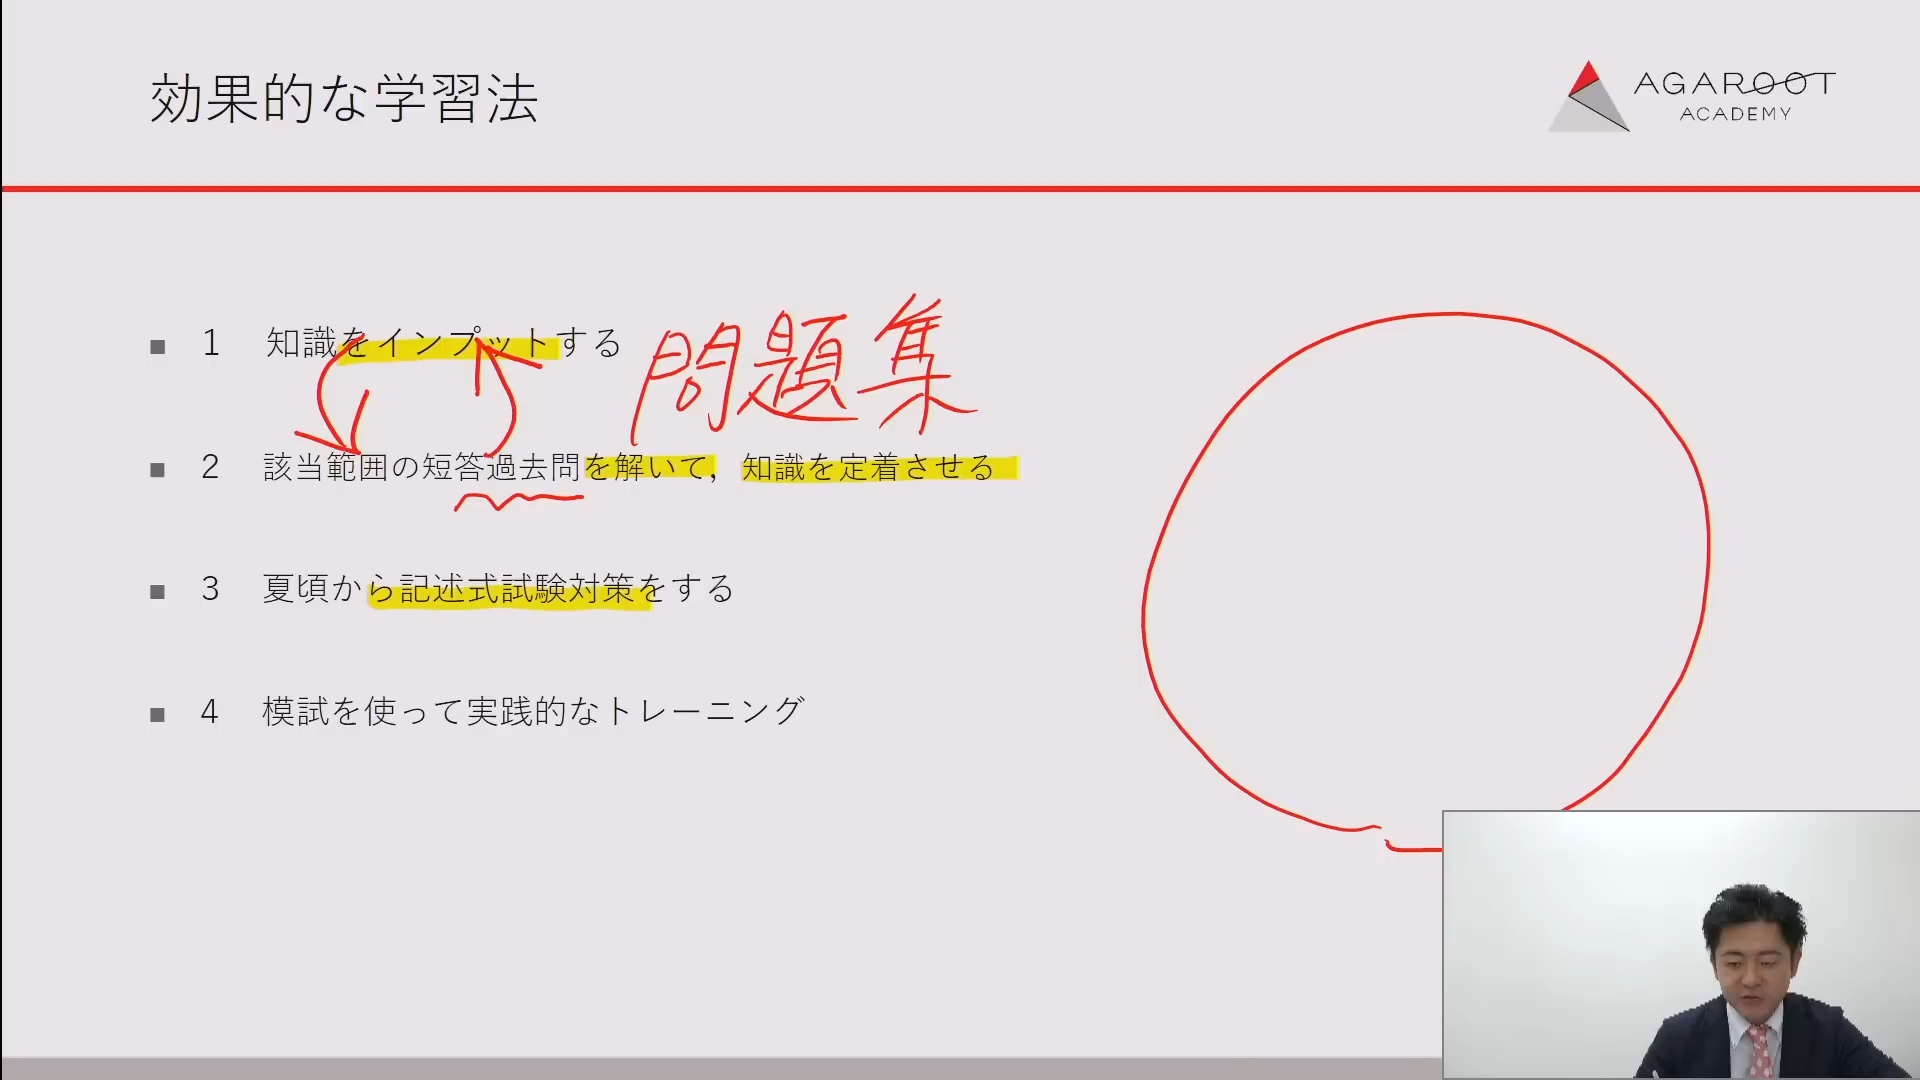 効果的な学習法
AGAROOT
ACADEMY
■ 1 知識をインプットする
問題集
■ 2 該当範囲の短答過去問を解いて，知識を定着させる
■ 3 夏頃から記述式試験対策をする
■ 4 模試を使って実践的なトレーニング